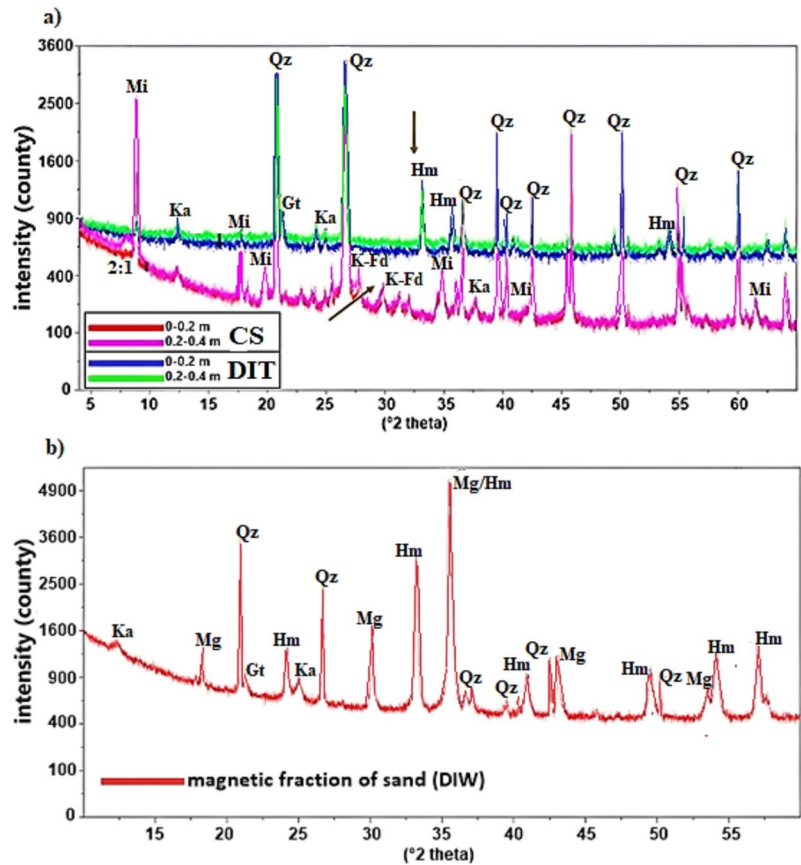 a)
3600
2500
1600
900
400
100
0
intensity (county)
Mi
Ka
Mi
Qz
Gt
Ka
Qz
Hm
Hm
Qz
Qz
Qz
Qz
Qz
Qz
Hm
Qz
Qz
2:1
Mi
K-Fd
K-Fd
Mi
Ka
Mi
Mi
0-0.2 m
0.2-0.4 m
CS
0-0.2 m
0.2-0.4 m
DIT
5 10 15 20 25 30 35 40 45 50 55 60
(°2 theta)
b)
4900
3600
2500
1600
900
400
100
0
intensity (county)
Ka
Mg
Qz
Gt
Hm
Ka
Qz
Mg
Hm
Mg/Hm
Qz
Qz
Hm
Qz
Mg
Hm
Qz
Mg
Hm
Hm
magnetic fraction of sand (DIW)
15 20 25 30 35 40 45 50 55
(°2 theta)